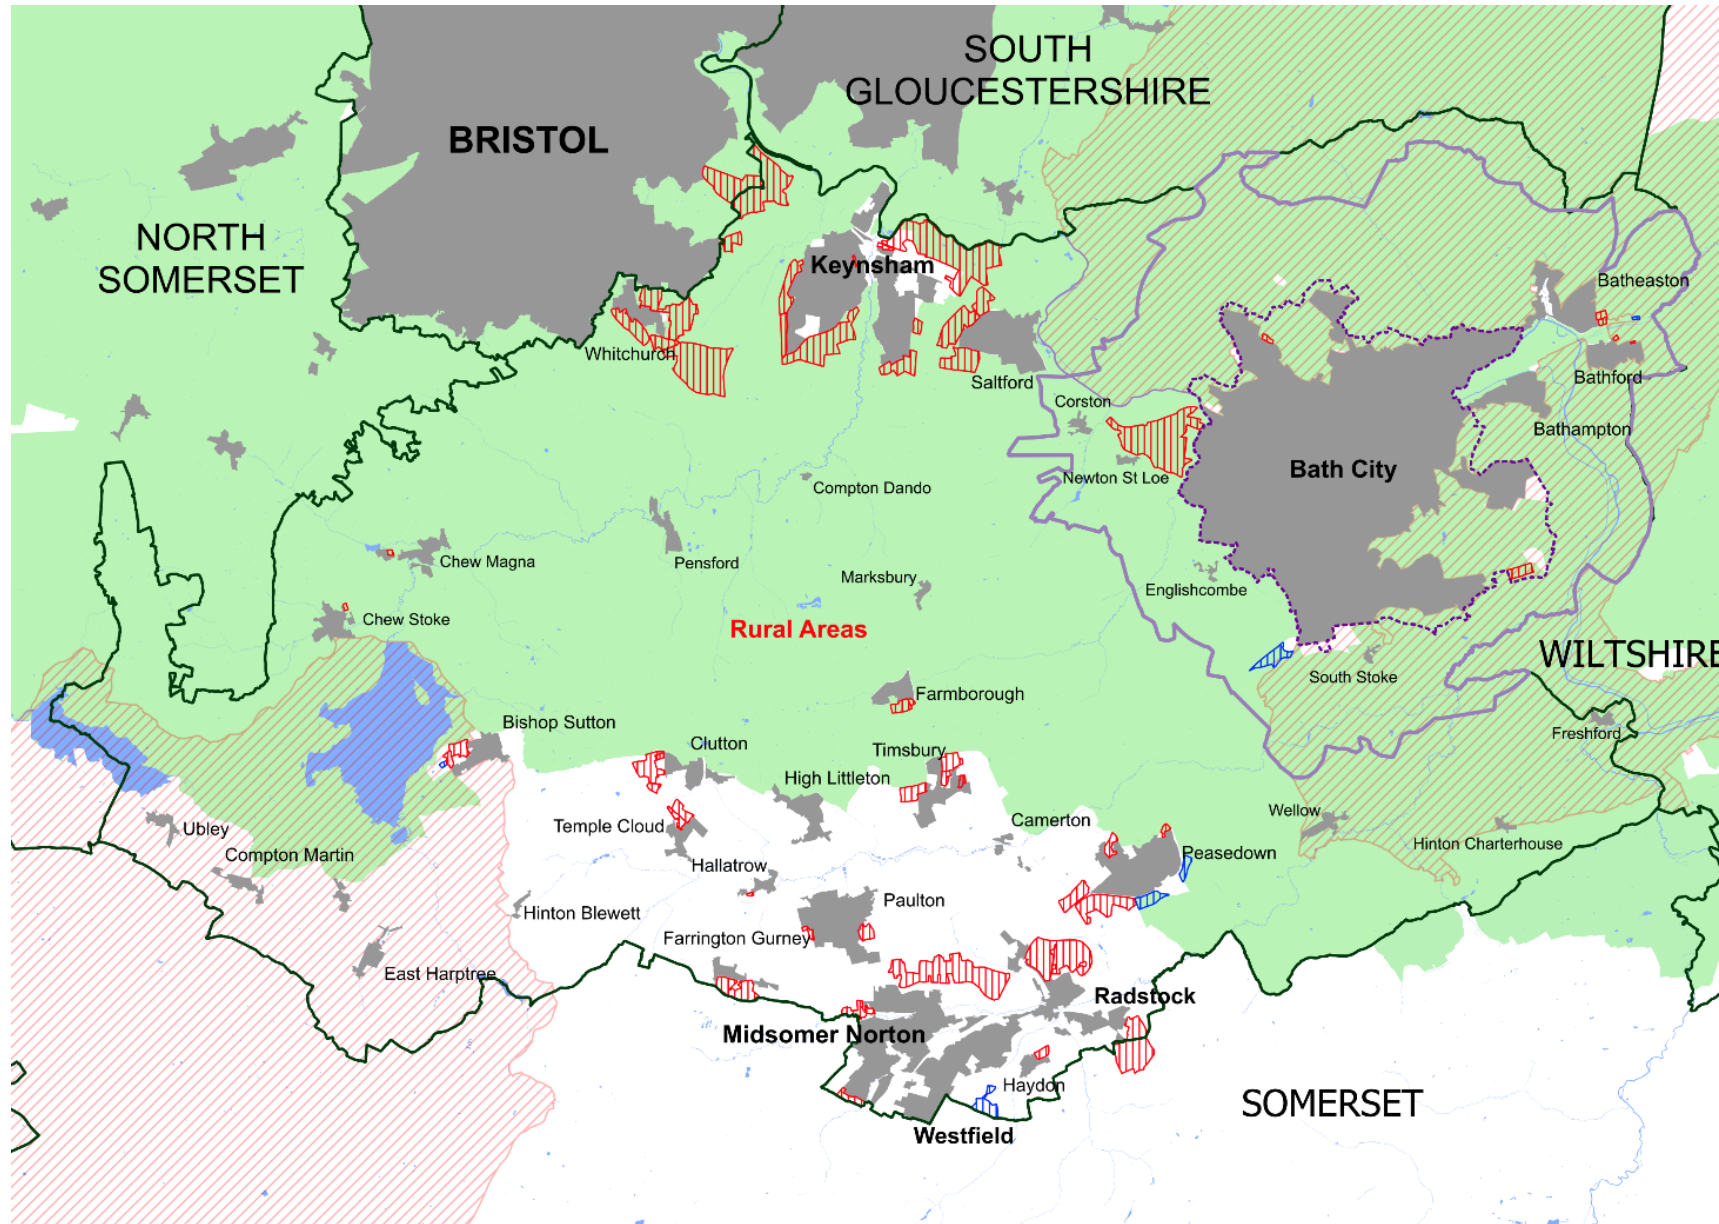 SOUTH
GLOUCESTERSHIRE
BRISTOL
NORTH
SOMERSET
Keynsham
Batheaston
Whitchurch
Saltford
Bathford
Corston
Bathampton
Bath City
Newton St Loe
Compton Dando
Chew Magna
Pensford
Marksbury
Englishcombe
Chew Stoke
Rural Areas
WILTSHIRE
South Stoke
Farmborough
Bishop Sutton
Freshford
Clutton
Timsbury
High Littleton
Wellow
Camerton
Temple Cloud
Ubley
Hinton Charterhouse
Compton Martin
Peasedown
Hallatrow
Paulton
Hinton Blewett
Farrington Gurney
East Harptree
Radstock
Midsomer Norton
Haydon
SOMERSET
Westfield